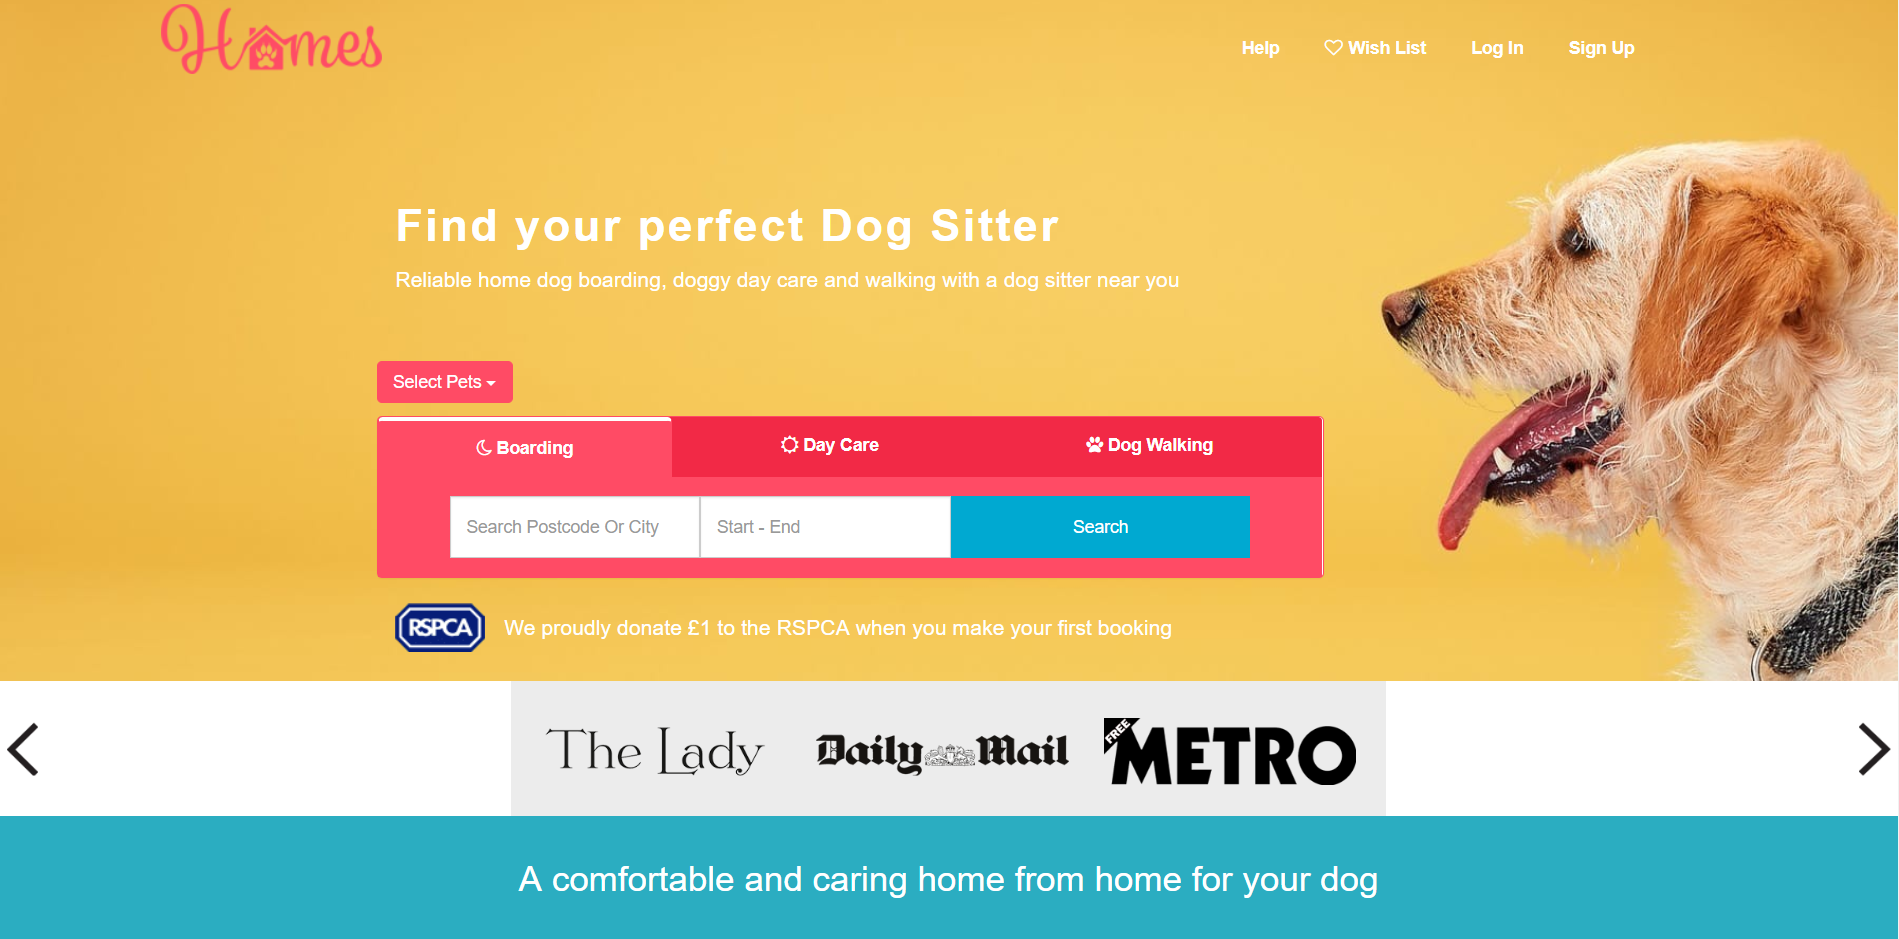 Homes
Help
Wish List
Log In
Sign Up
Find your perfect Dog Sitter
Reliable home dog boarding, doggy day care and walking with a dog sitter near you
Select Pets
Boarding
Day Care
Dog Walking
Search Postcode Or City
Start - End
Search
RSPCA
We proudly donate £1 to the RSPCA when you make your first booking
The Lady
Daily Mail
FREE
METRO
A comfortable and caring home from home for your dog